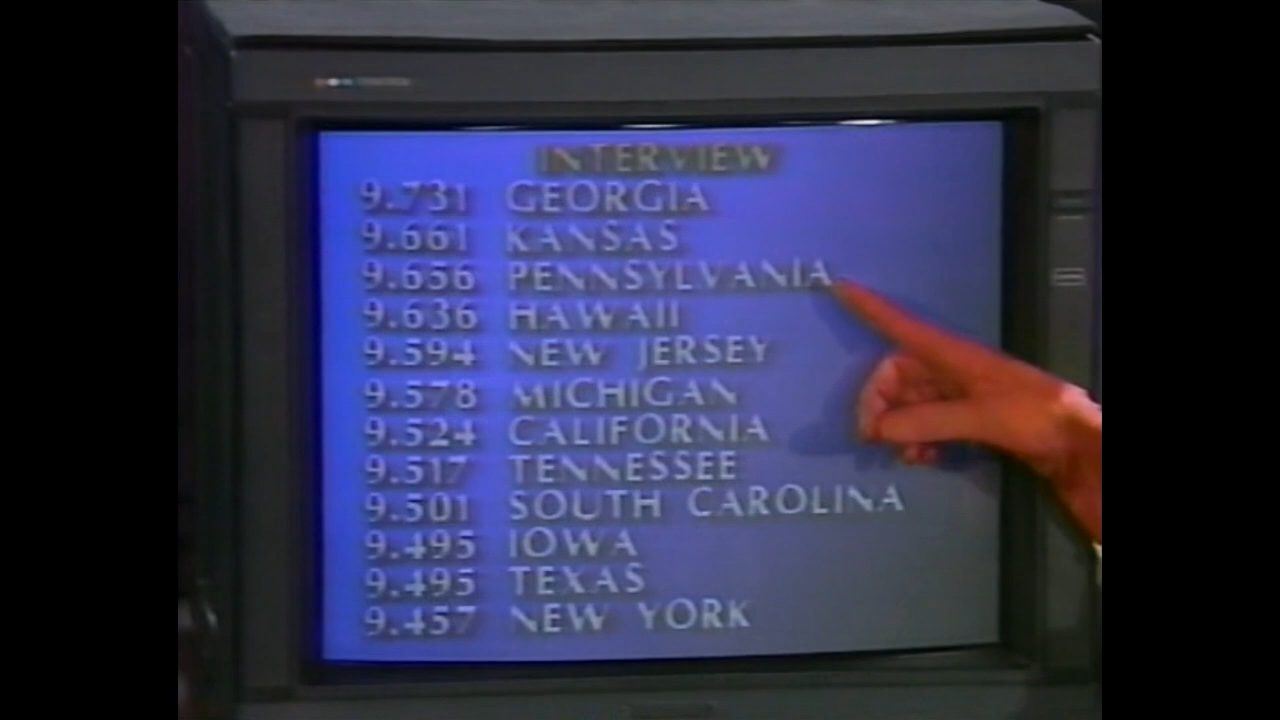 INTERVIEW
9.731 GEORGIA
9.661 KANSAS
9.656 PENNSYLVANIA
9.636 HAWAII
9.594 NEW JERSEY
9.578 MICHIGAN
9.524 CALIFORNIA
9.517 TENNESSEE
9.501 SOUTH CAROLINA
9.495 IOWA
9.495 TEXAS
9.457 NEW YORK